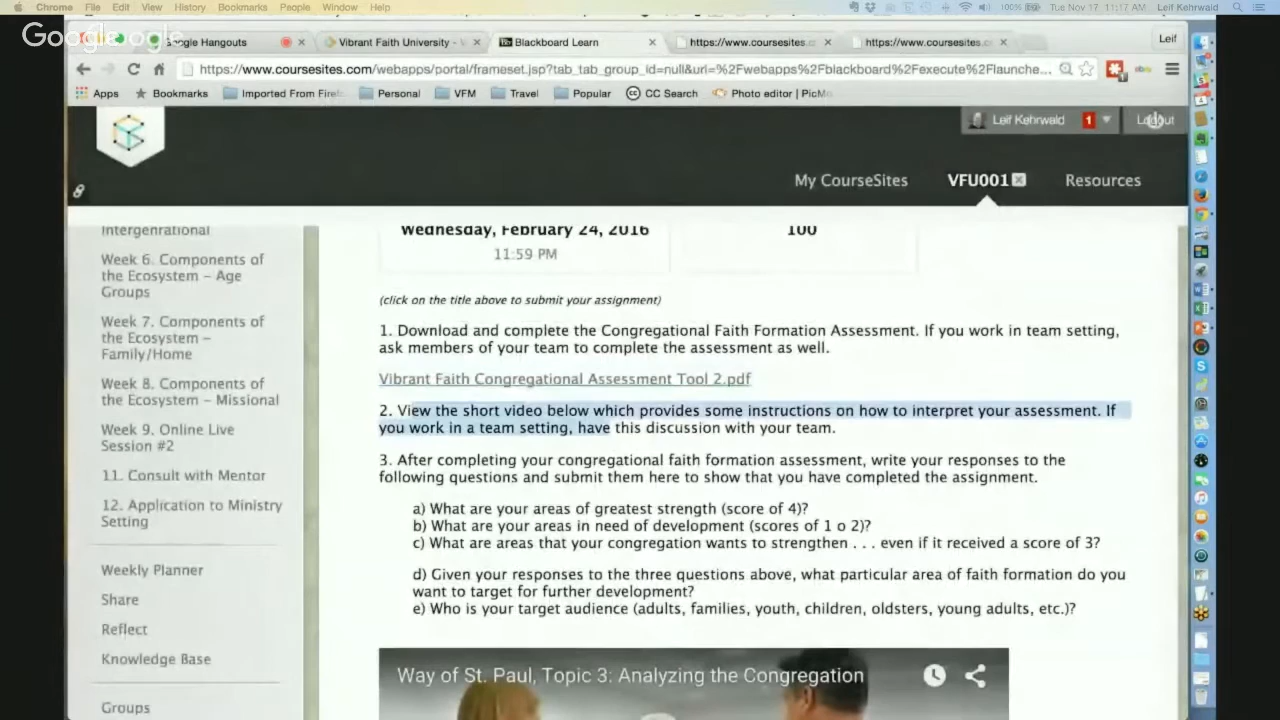 Chrome File Edit View History Bookmarks People Window Help
100% Tue Nov 17 11:17 AM Leif Kehrwald
Google Hangouts
Vibrant Faith University -
Blackboard Learn
https://www.coursesites.c
https://www.coursesites.c
Leif
https://www.coursesites.com/webapps/portal/frameset.jsp?tab_tab_group_id=null&url=%2Fwebapps%2Fblackboard%2Fexecute%2Flaunche...
Apps Bookmarks Imported From Firef Personal VFM Travel Popular CC Search Photo editor | PicMo
Leif Kehrwald 1 Logout
My CourseSites VFU001 Resources
Intergenrational
Week 6. Components of
the Ecosystem – Age
Groups
Week 7. Components of
the Ecosystem –
Family/Home
Week 8. Components of
the Ecosystem – Missional
Week 9. Online Live
Session #2
11. Consult with Mentor
12. Application to Ministry
Setting
Weekly Planner
Share
Reflect
Knowledge Base
Groups
Wednesday, February 24, 2016
11:59 PM
100
(click on the title above to submit your assignment)
1. Download and complete the Congregational Faith Formation Assessment. If you work in team setting,
ask members of your team to complete the assessment as well.
Vibrant Faith Congregational Assessment Tool 2.pdf
2. View the short video below which provides some instructions on how to interpret your assessment. If
you work in a team setting, have this discussion with your team.
3. After completing your congregational faith formation assessment, write your responses to the
following questions and submit them here to show that you have completed the assignment.
a) What are your areas of greatest strength (score of 4)?
b) What are your areas in need of development (scores of 1 o 2)?
c) What are areas that your congregation wants to strengthen . . . even if it received a score of 3?
d) Given your responses to the three questions above, what particular area of faith formation do you
want to target for further development?
e) Who is your target audience (adults, families, youth, children, oldsters, young adults, etc.)?
Way of St. Paul, Topic 3: Analyzing the Congregation